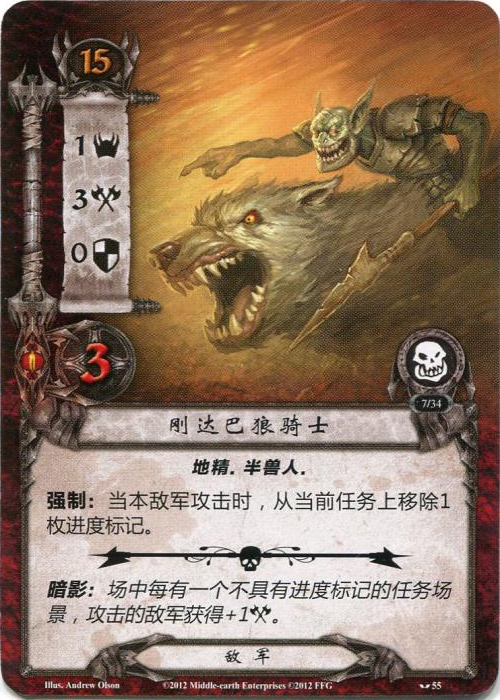 15
1
3
0
3
7/34
刚达巴狼骑士
地精. 半兽人.
强制：当本敌军攻击时，从当前任务上移除1
枚进度标记。
暗影：场中每有一个不具有进度标记的任务场
景，攻击的敌军获得+1。
敌军
Illus. Andrew Olson ©2012 Middle-earth Enterprises ©2012 FFG 55